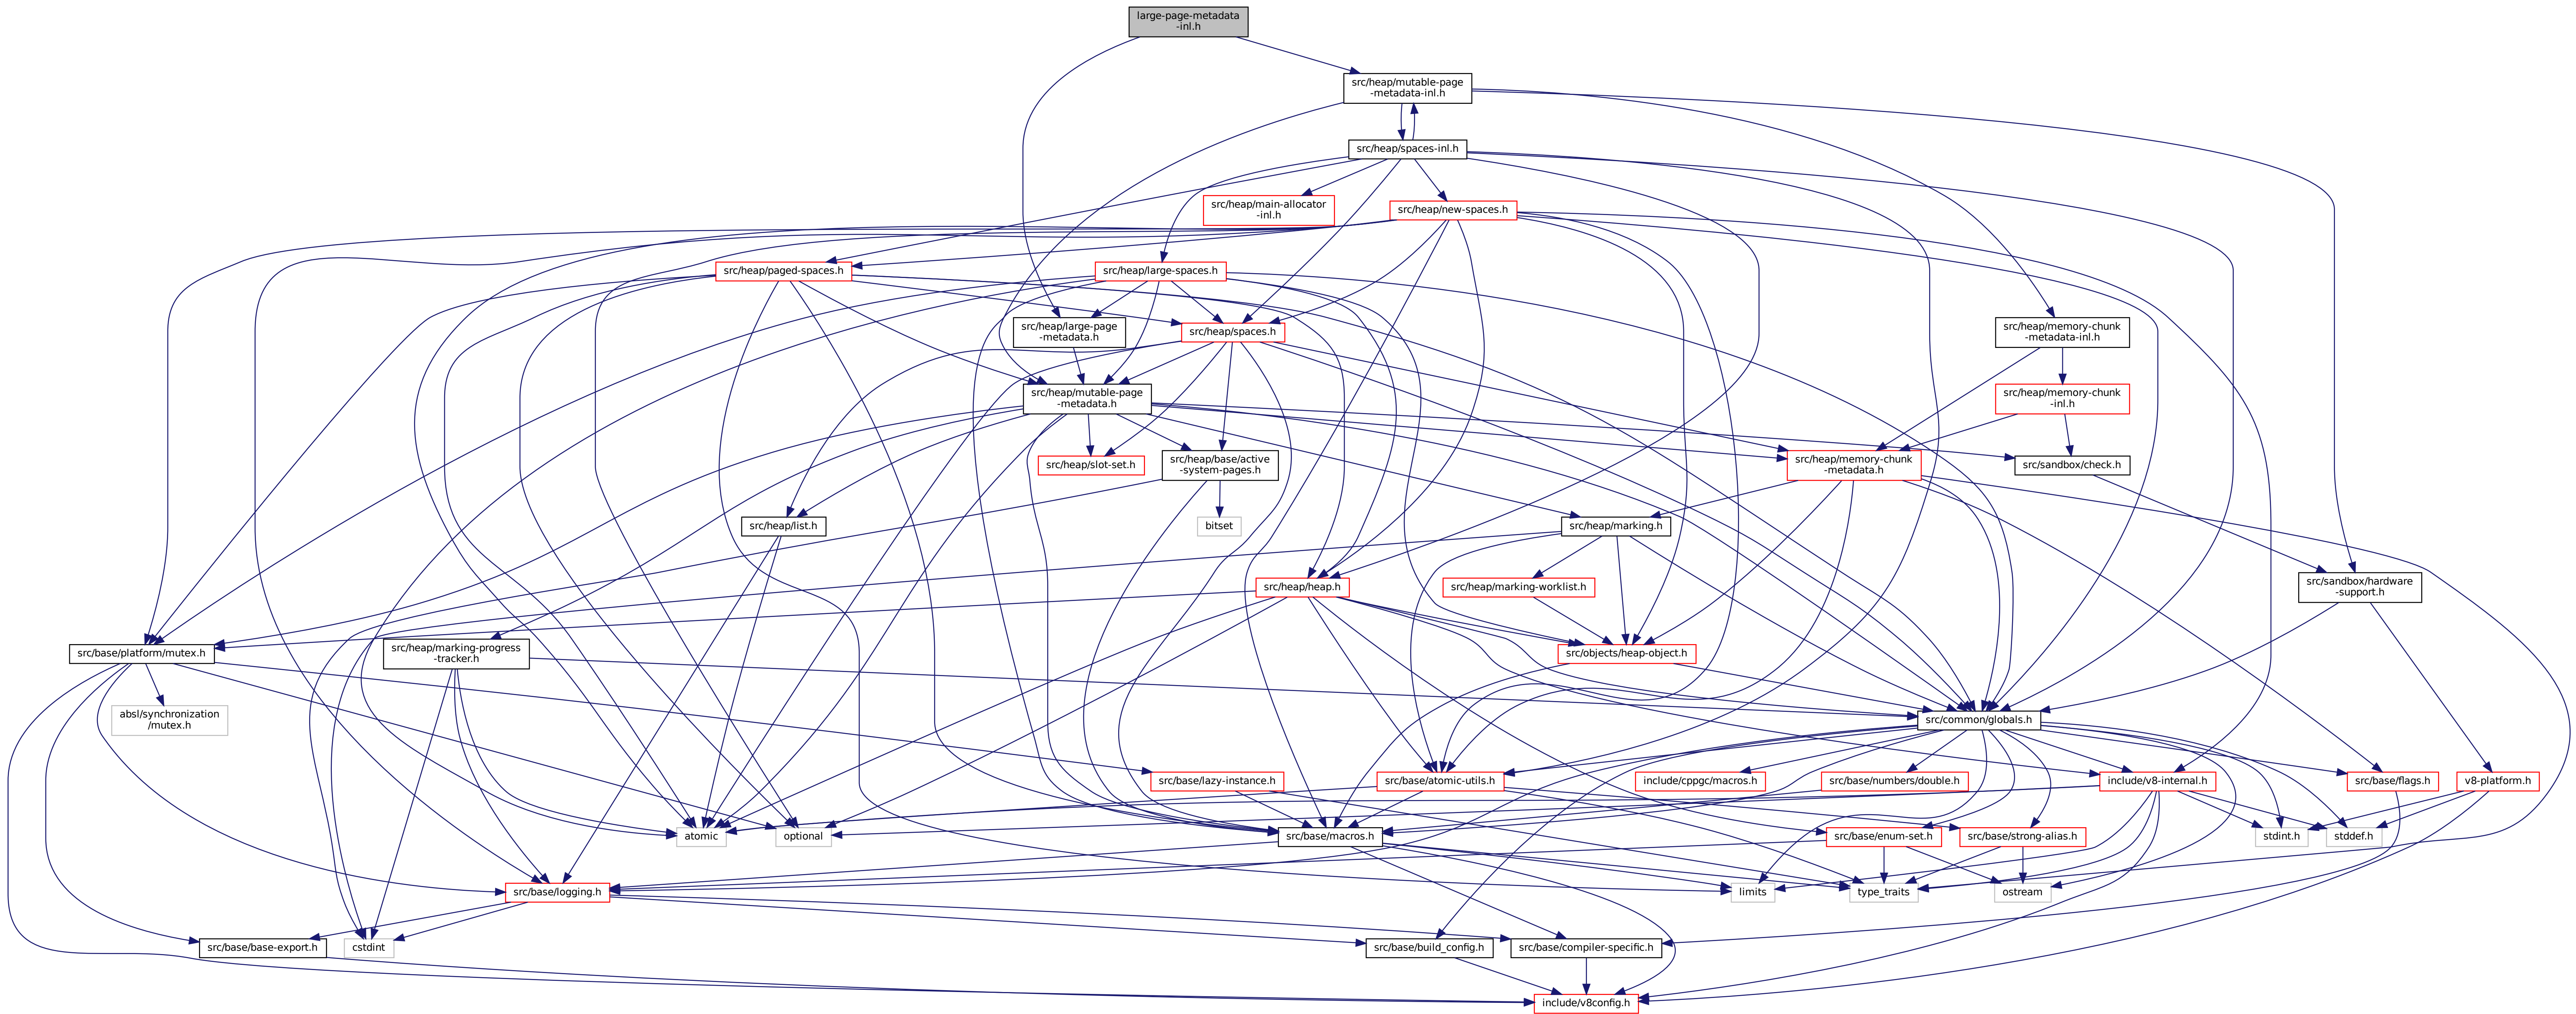 large-page-metadata
-inl.h
src/heap/mutable-page
-metadata-inl.h
src/heap/spaces-inl.h
src/heap/main-allocator
-inl.h
src/heap/new-spaces.h
src/heap/paged-spaces.h
src/heap/large-spaces.h
src/heap/large-page
-metadata.h
src/heap/spaces.h
src/heap/memory-chunk
-metadata-inl.h
src/heap/mutable-page
-metadata.h
src/heap/memory-chunk
-inl.h
src/heap/slot-set.h
src/heap/base/active
-system-pages.h
src/heap/memory-chunk
-metadata.h
src/sandbox/check.h
src/heap/list.h
bitset
src/heap/marking.h
src/heap/heap.h
src/heap/marking-worklist.h
src/sandbox/hardware
-support.h
src/base/platform/mutex.h
src/heap/marking-progress
-tracker.h
src/objects/heap-object.h
absl/synchronization
/mutex.h
src/common/globals.h
src/base/lazy-instance.h
src/base/atomic-utils.h
include/cppgc/macros.h
src/base/numbers/double.h
include/v8-internal.h
src/base/flags.h
v8-platform.h
atomic
optional
src/base/macros.h
src/base/enum-set.h
src/base/strong-alias.h
stdint.h
stddef.h
src/base/logging.h
limits
type_traits
ostream
src/base/base-export.h
cstdint
src/base/build_config.h
src/base/compiler-specific.h
include/v8config.h